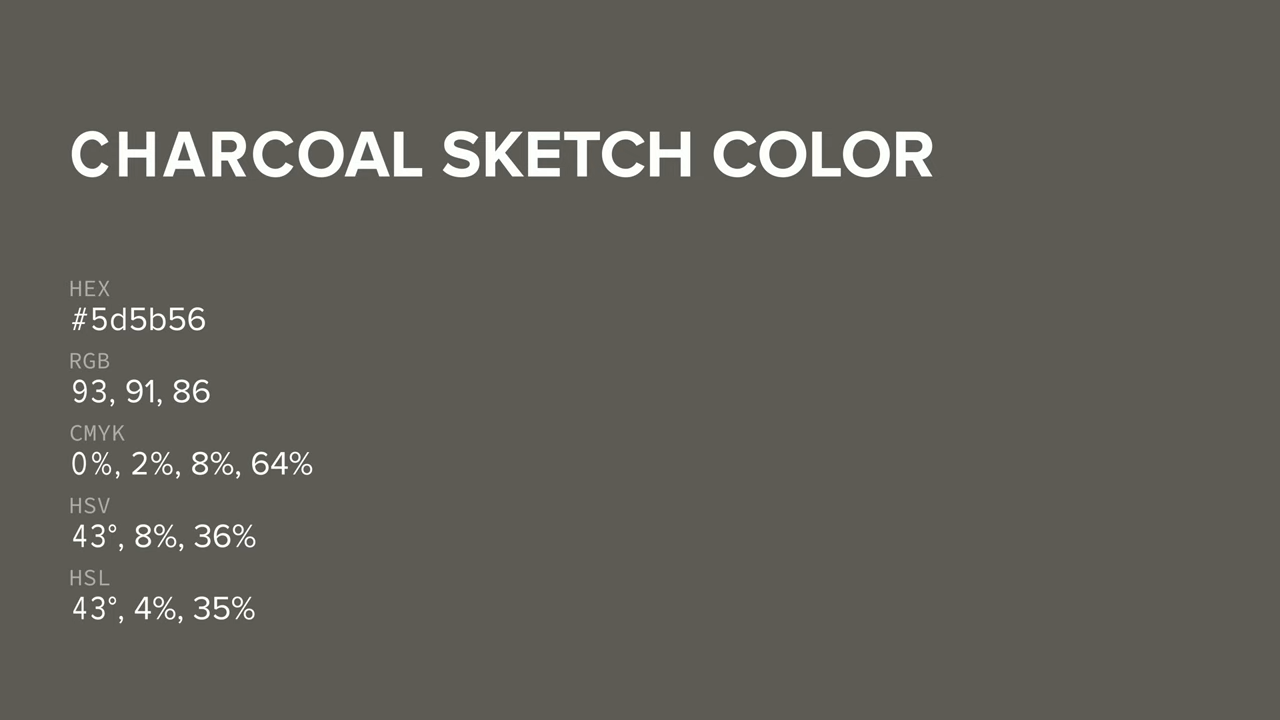 CHARCOAL SKETCH COLOR
HEX
#5d5b56
RGB
93, 91, 86
CMYK
0%, 2%, 8%, 64%
HSV
43°, 8%, 36%
HSL
43°, 4%, 35%